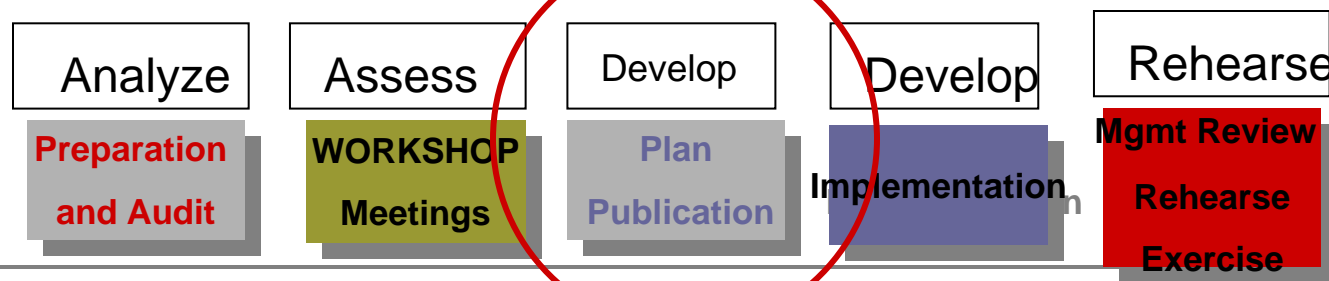 Analyze
Preparation
and Audit
Assess
WORKSHOP
Meetings
Develop
Plan
Publication
Develop
Implementation
Rehearse
Mgmt Review
Rehearse
Exercise